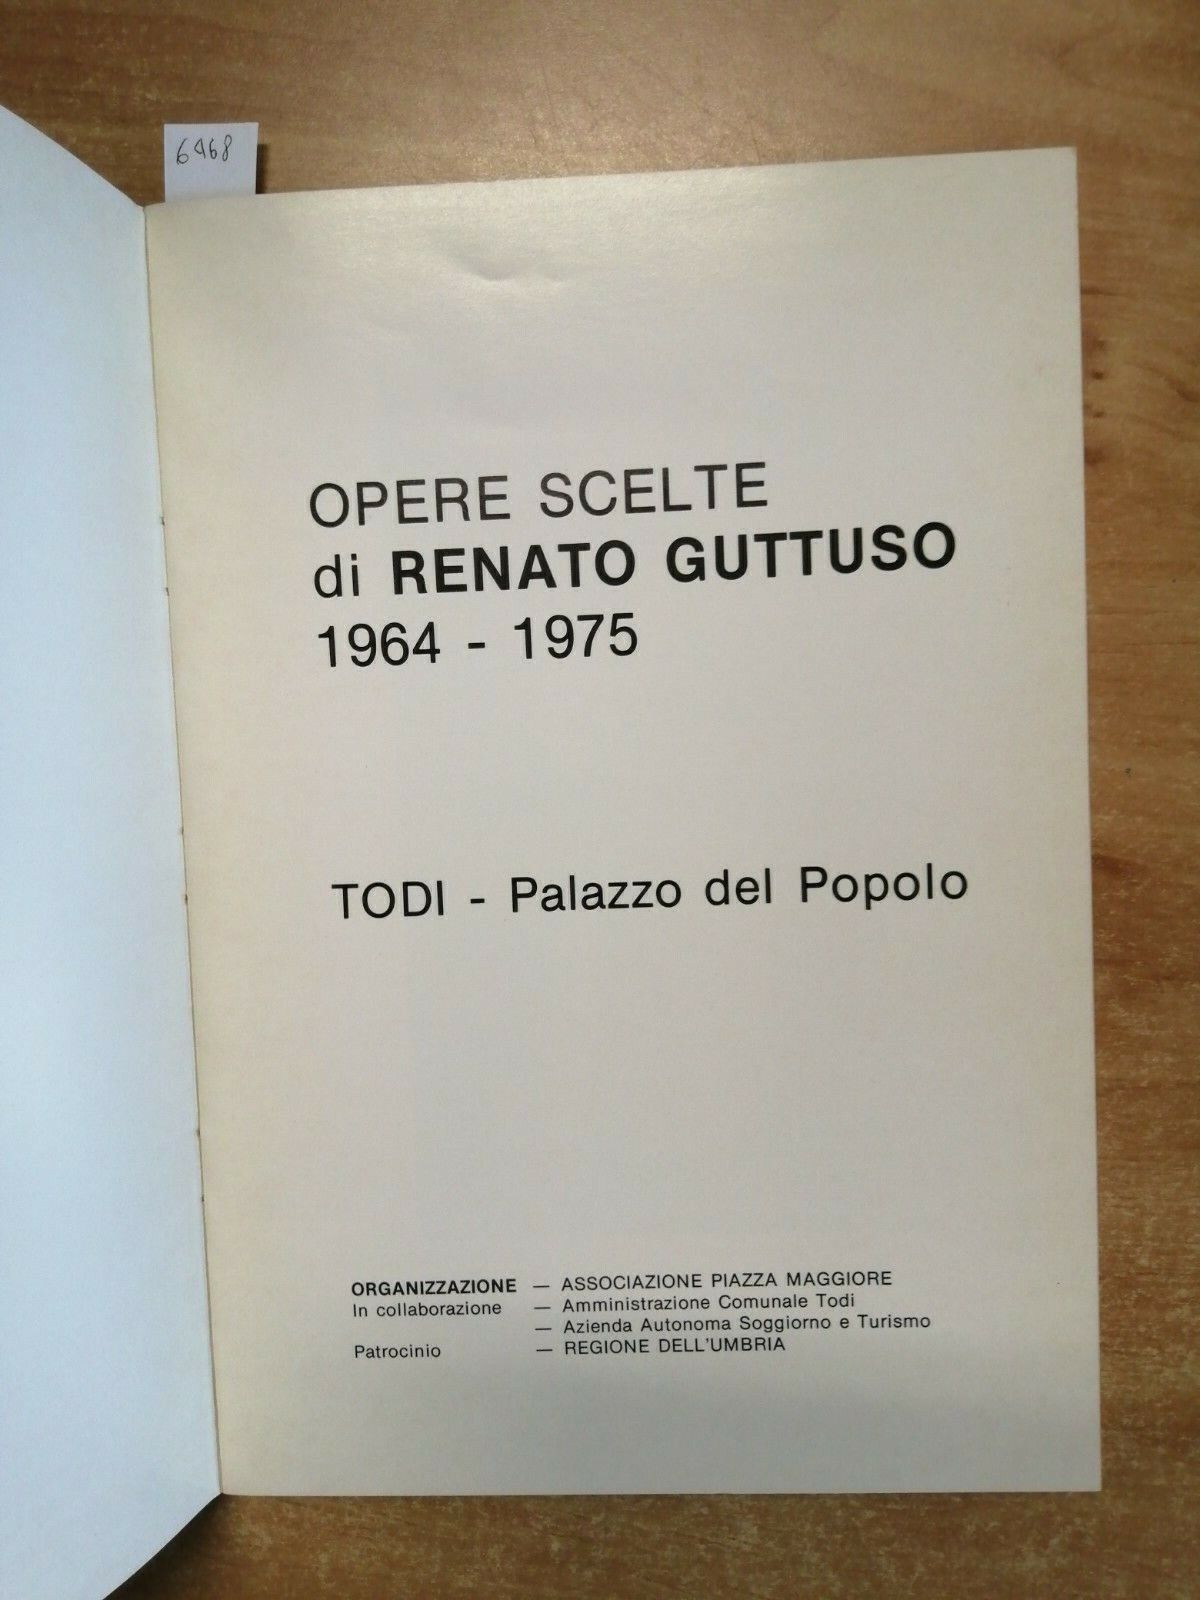 6468
OPERE SCELTE
di RENATO GUTTUSO
1964 - 1975
TODI - Palazzo del Popolo
ORGANIZZAZIONE — ASSOCIAZIONE PIAZZA MAGGIORE
In collaborazione — Amministrazione Comunale Todi
— Azienda Autonoma Soggiorno e Turismo
Patrocinio — REGIONE DELL'UMBRIA